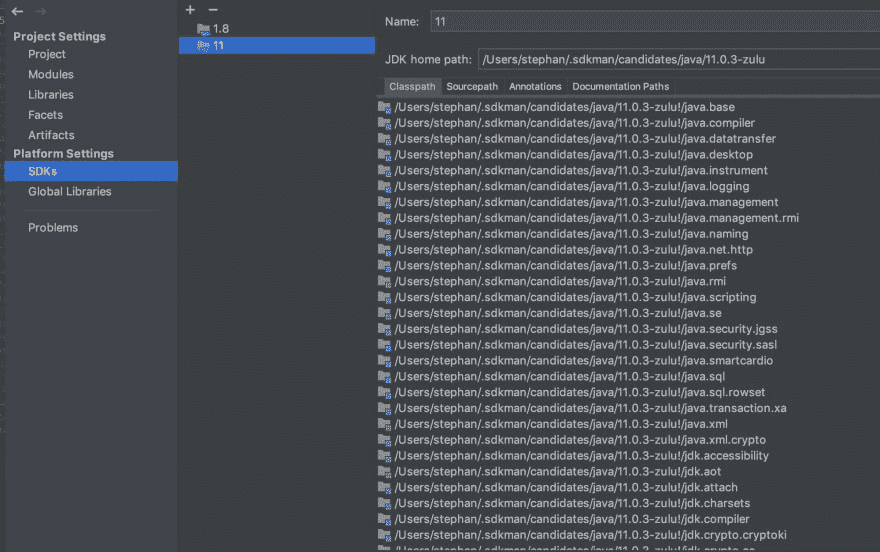 Project Settings
Project
Modules
Libraries
Facets
Artifacts
Platform Settings
SDKs
Global Libraries
Problems
1.8
11
Name: 11
JDK home path: /Users/stephan/.sdkman/candidates/java/11.0.3-zulu
Classpath Sourcepath Annotations Documentation Paths
/Users/stephan/.sdkman/candidates/java/11.0.3-zulu!/java.base
/Users/stephan/.sdkman/candidates/java/11.0.3-zulu!/java.compiler
/Users/stephan/.sdkman/candidates/java/11.0.3-zulu!/java.datatransfer
/Users/stephan/.sdkman/candidates/java/11.0.3-zulu!/java.desktop
/Users/stephan/.sdkman/candidates/java/11.0.3-zulu!/java.instrument
/Users/stephan/.sdkman/candidates/java/11.0.3-zulu!/java.logging
/Users/stephan/.sdkman/candidates/java/11.0.3-zulu!/java.management
/Users/stephan/.sdkman/candidates/java/11.0.3-zulu!/java.management.rmi
/Users/stephan/.sdkman/candidates/java/11.0.3-zulu!/java.naming
/Users/stephan/.sdkman/candidates/java/11.0.3-zulu!/java.net.http
/Users/stephan/.sdkman/candidates/java/11.0.3-zulu!/java.prefs
/Users/stephan/.sdkman/candidates/java/11.0.3-zulu!/java.rmi
/Users/stephan/.sdkman/candidates/java/11.0.3-zulu!/java.scripting
/Users/stephan/.sdkman/candidates/java/11.0.3-zulu!/java.se
/Users/stephan/.sdkman/candidates/java/11.0.3-zulu!/java.security.jgss
/Users/stephan/.sdkman/candidates/java/11.0.3-zulu!/java.security.sasl
/Users/stephan/.sdkman/candidates/java/11.0.3-zulu!/java.smartcardio
/Users/stephan/.sdkman/candidates/java/11.0.3-zulu!/java.sql
/Users/stephan/.sdkman/candidates/java/11.0.3-zulu!/java.sql.rowset
/Users/stephan/.sdkman/candidates/java/11.0.3-zulu!/java.transaction.xa
/Users/stephan/.sdkman/candidates/java/11.0.3-zulu!/java.xml
/Users/stephan/.sdkman/candidates/java/11.0.3-zulu!/java.xml.crypto
/Users/stephan/.sdkman/candidates/java/11.0.3-zulu!/jdk.accessibility
/Users/stephan/.sdkman/candidates/java/11.0.3-zulu!/jdk.aot
/Users/stephan/.sdkman/candidates/java/11.0.3-zulu!/jdk.attach
/Users/stephan/.sdkman/candidates/java/11.0.3-zulu!/jdk.charsets
/Users/stephan/.sdkman/candidates/java/11.0.3-zulu!/jdk.compiler
/Users/stephan/.sdkman/candidates/java/11.0.3-zulu!/jdk.crypto.cryptoki